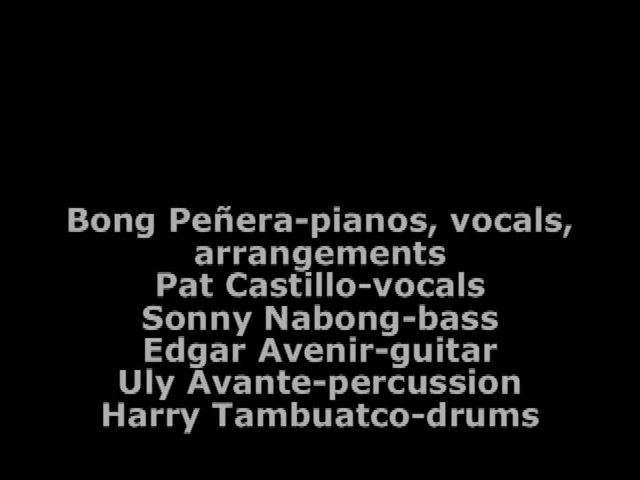 Bong Peñera-pianos, vocals,
arrangements
Pat Castillo-vocals
Sonny Nabong-bass
Edgar Avenir-guitar
Uly Avante-percussion
Harry Tambuatco-drums